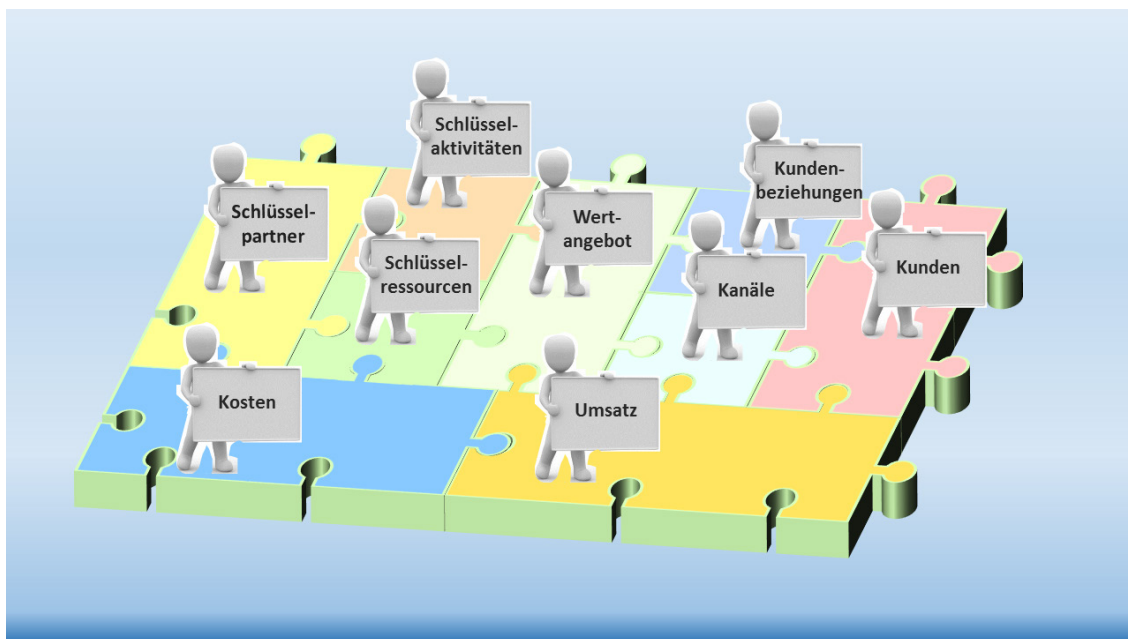 Schlüssel-
aktivitäten
Kunden-
beziehungen
Schlüssel-
partner
Wert-
angebot
Schlüssel-
ressourcen
Kanäle
Kunden
Kosten
Umsatz